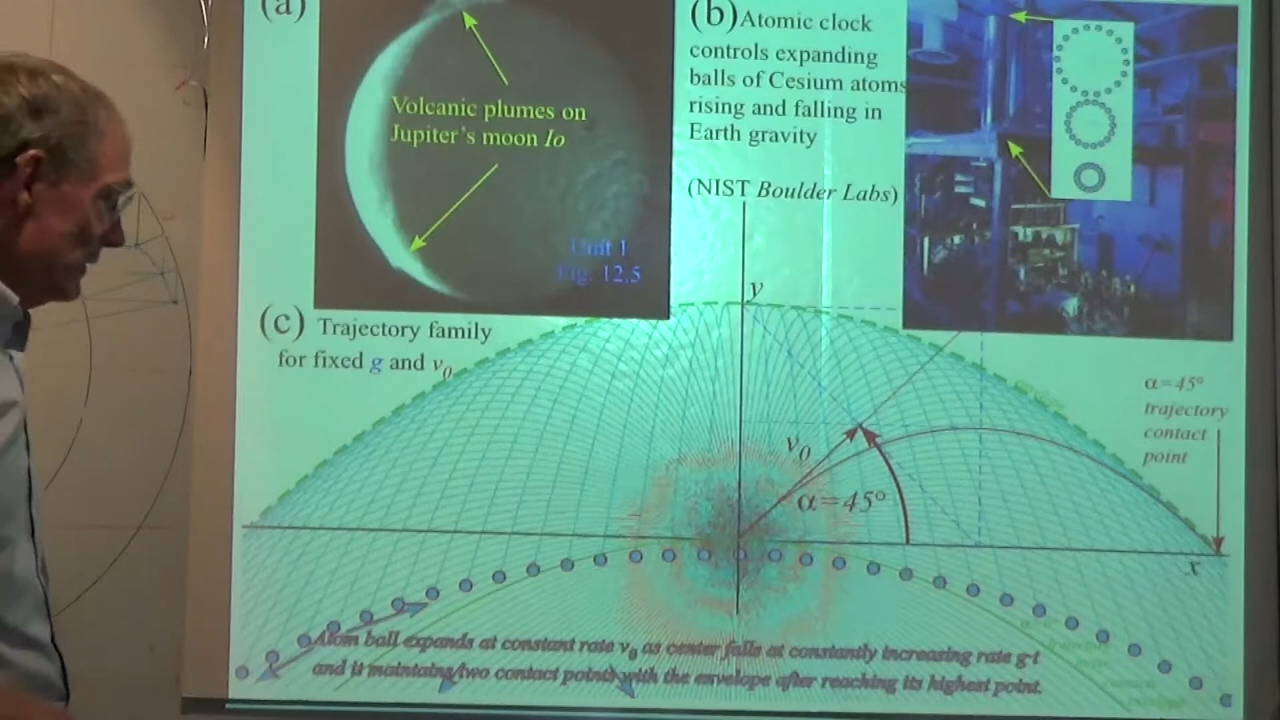 (a)
Volcanic plumes on
Jupiter's moon Io
Unit 1
Fig. 12.5
(b) Atomic clock
controls expanding
balls of Cesium atoms
rising and falling in
Earth gravity
(NIST Boulder Labs)
(c) Trajectory family
for fixed g and v0
y
v0
α=45°
α=45°
trajectory
contact
point
x
Atom ball expands at constant rate v0 as center falls at constantly increasing rate g·t
and it maintains two contact points with the envelope after reaching its highest point.